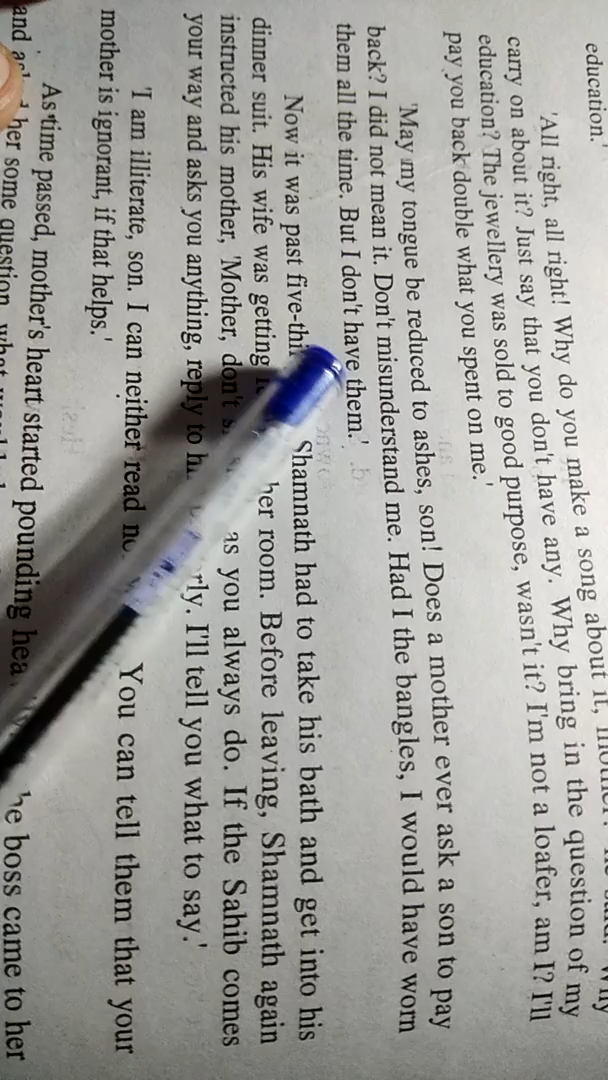 education.'
'All right, all right! Why do you make a song about it,
carry on about it? Just say that you don't have any. Why bring in the question of my
education? The jewellery was sold to good purpose, wasn't it? I'm not a loafer, am I? I'll
pay you back double what you spent on me.'
'May my tongue be reduced to ashes, son! Does a mother ever ask a son to pay
back? I did not mean it. Don't misunderstand me. Had I the bangles, I would have worn
them all the time. But I don't have them.'
Now it was past Shamnath had to take his bath and get into his
dinner suit. His wife was getting her room. Before leaving, Shamnath again
instructed his mother, 'Mother, don't as you always do. If the Sahib comes
your way and asks you anything, reply to I'll tell you what to say.'
'I am illiterate, son. I can neither read You can tell them that your
mother is ignorant, if that helps.'
As time passed, mother's heart started pounding boss came to her
and her some question